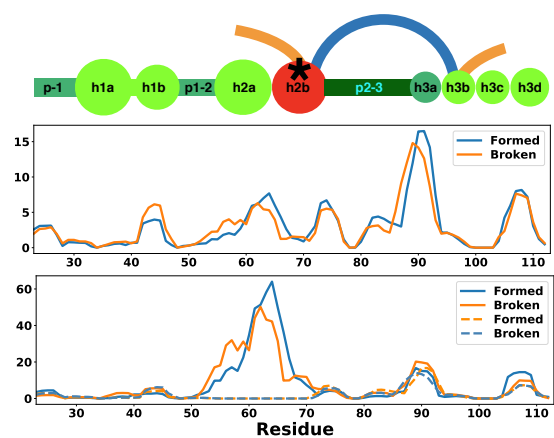 *
p-1 h1a h1b p1-2 h2a h2b p2-3 h3a h3b h3c h3d
15
10
5
0
Formed
Broken
30 40 50 60 70 80 90 100 110
60
40
20
0
Formed
Broken
Formed
Broken
30 40 50 60 70 80 90 100 110
Residue